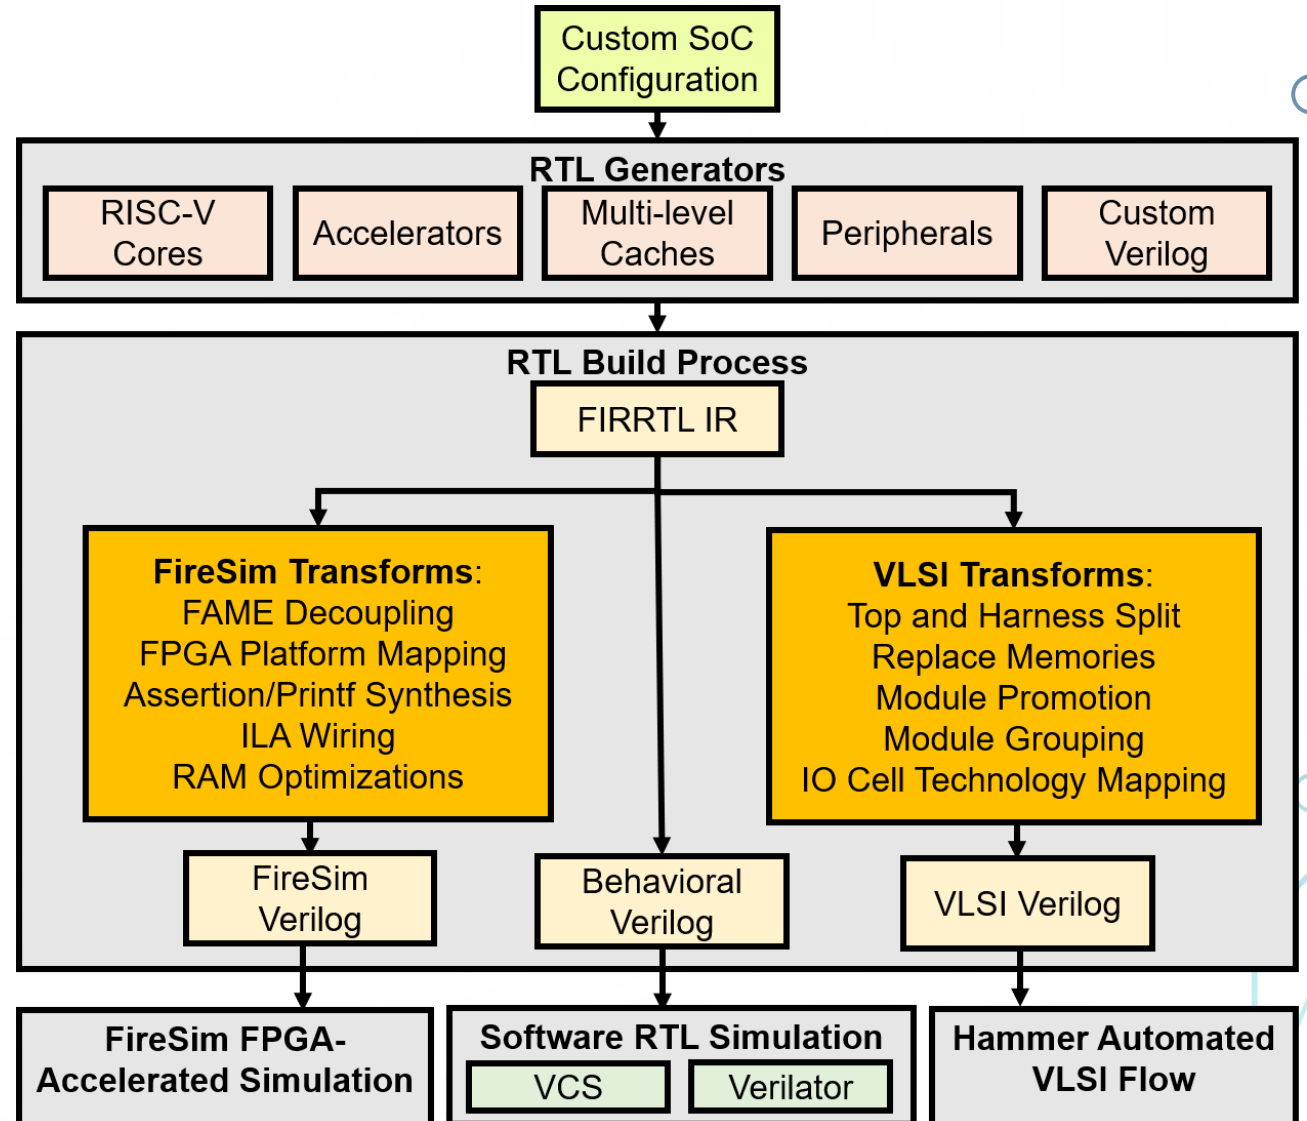 Custom SoC
Configuration
RTL Generators
RISC-V
Cores
Accelerators
Multi-level
Caches
Peripherals
Custom
Verilog
RTL Build Process
FIRRTL IR
FireSim Transforms:
FAME Decoupling
FPGA Platform Mapping
Assertion/Printf Synthesis
ILA Wiring
RAM Optimizations
VLSI Transforms:
Top and Harness Split
Replace Memories
Module Promotion
Module Grouping
IO Cell Technology Mapping
FireSim
Verilog
Behavioral
Verilog
VLSI Verilog
FireSim FPGA-
Accelerated Simulation
Software RTL Simulation
VCS
Verilator
Hammer Automated
VLSI Flow